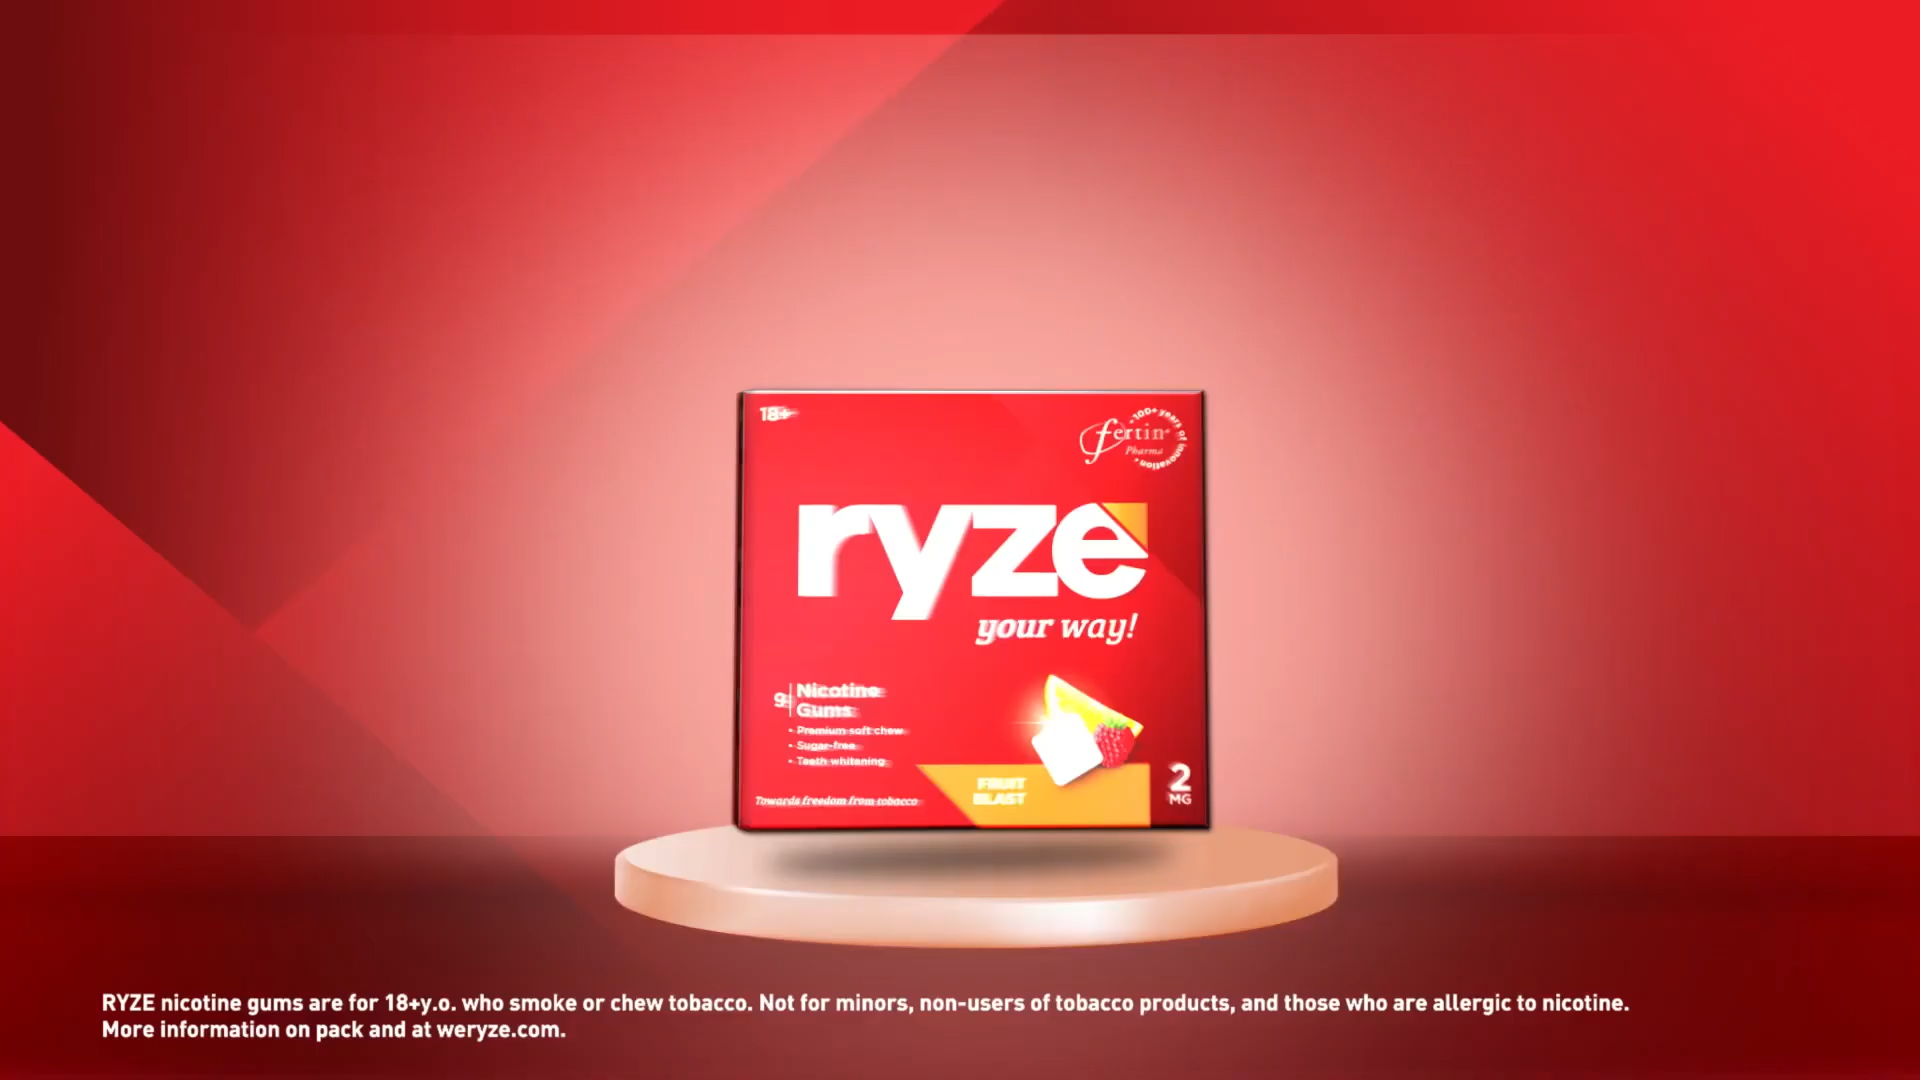 18+
fertin
Pharma
100+ years of innovation
ryze
your way!
9 Nicotine
Gums
• Premium soft chew
• Sugar-free
• Teeth whitening
Towards freedom from tobacco
FRUIT
BLAST
2
MG
RYZE nicotine gums are for 18+y.o. who smoke or chew tobacco. Not for minors, non-users of tobacco products, and those who are allergic to nicotine.
More information on pack and at weryze.com.